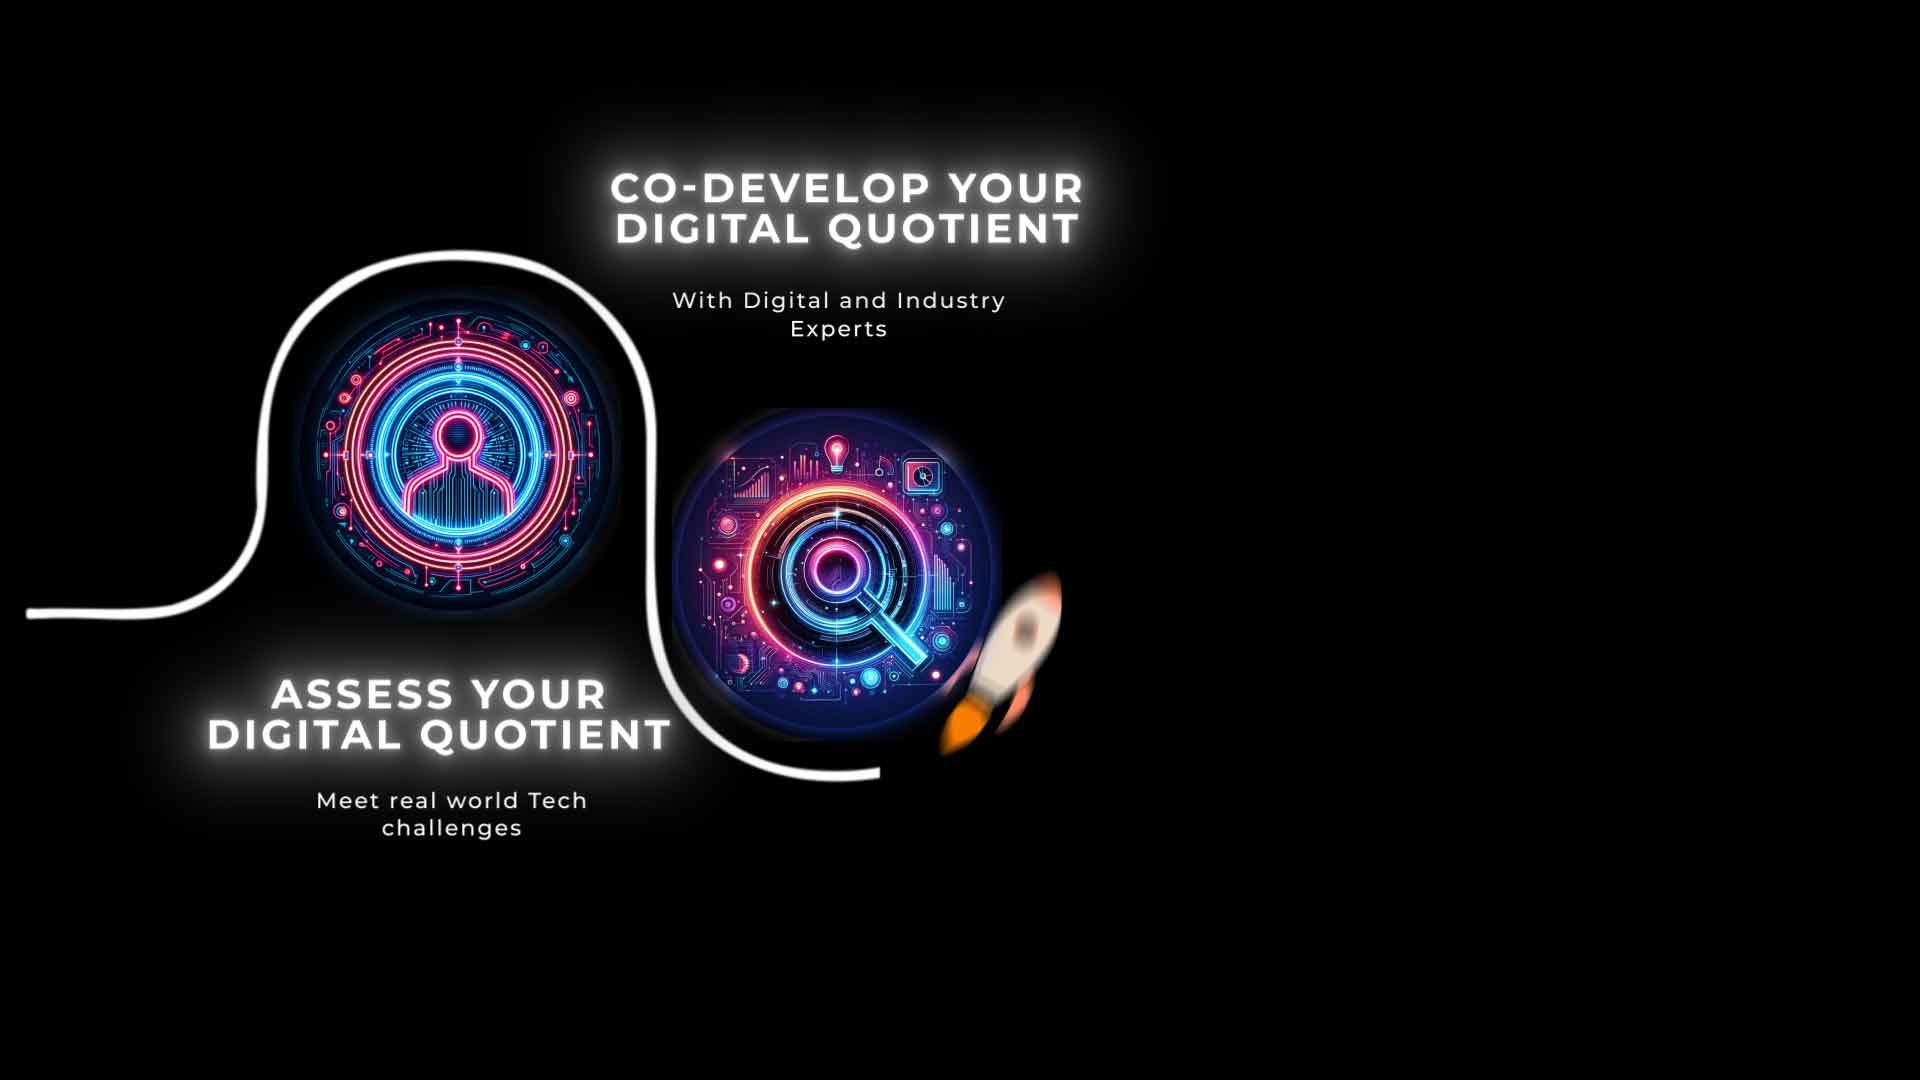 CO-DEVELOP YOUR
DIGITAL QUOTIENT
With Digital and Industry
Experts
ASSESS YOUR
DIGITAL QUOTIENT
Meet real world Tech
challenges